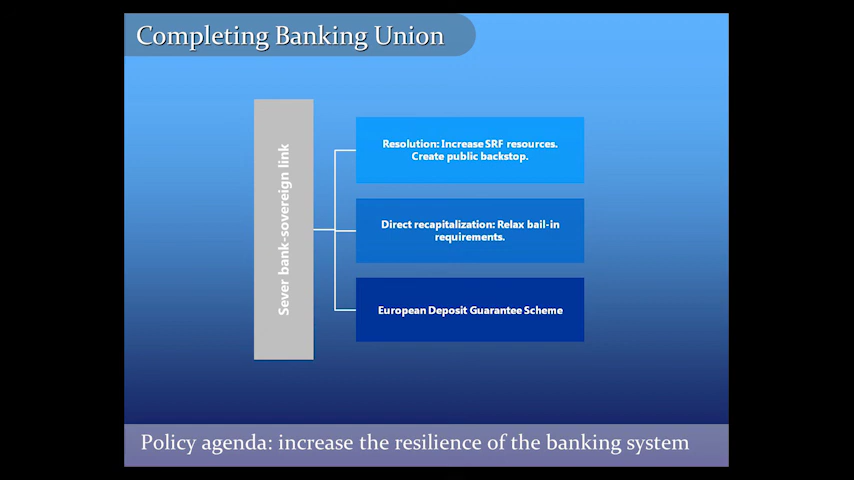 Completing Banking Union
Sever bank-sovereign link
Resolution: Increase SRF resources.
Create public backstop.
Direct recapitalization: Relax bail-in
requirements.
European Deposit Guarantee Scheme
Policy agenda: increase the resilience of the banking system